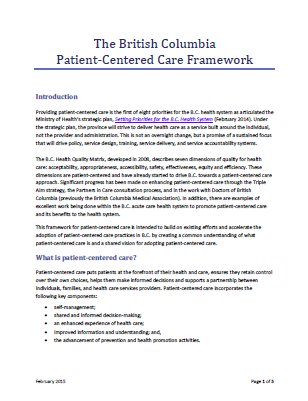 The British Columbia
Patient-Centered Care Framework
Introduction
Providing patient-centered care is the first of eight priorities for the B.C. health system as articulated the
Ministry of Health's strategic plan, Setting Priorities for the B.C. Health System (February 2014). Under
the strategic plan, the province will strive to deliver health care as a service built around the individual,
not the provider and administration. This is not an overnight change, but a promise of a sustained focus
that will drive policy, service design, training, service delivery, and service accountability systems.
The B.C. Health Quality Matrix, developed in 2008, describes seven dimensions of quality for health
care: acceptability, appropriateness, accessibility, safety, effectiveness, equity and efficiency. These
dimensions are patient-centered and have already started to drive B.C. towards a patient-centered care
approach. Significant progress has been made on enhancing patient-centered care through the Triple
Aim strategy, the Partners in Care consultation process, and in the work with Doctors of British
Columbia (previously the British Columbia Medical Association). In addition, there are examples of
excellent work being done within the B.C. acute care health system to promote patient-centered care
and its benefits to the health system.
This framework for patient-centered care is intended to build on existing efforts and accelerate the
adoption of patient-centered care practices in B.C. by creating a common understanding of what
patient-centered care is and a shared vision for adopting patient-centered care.
What is patient-centered care?
Patient-centered care puts patients at the forefront of their health and care, ensures they retain control
over their own choices, helps them make informed decisions and supports a partnership between
individuals, families, and health care services providers. Patient-centered care incorporates the
following key components:
• self-management;
• shared and informed decision-making;
• an enhanced experience of health care;
• improved information and understanding; and,
• the advancement of prevention and health promotion activities.
February 2015 Page 1 of 8